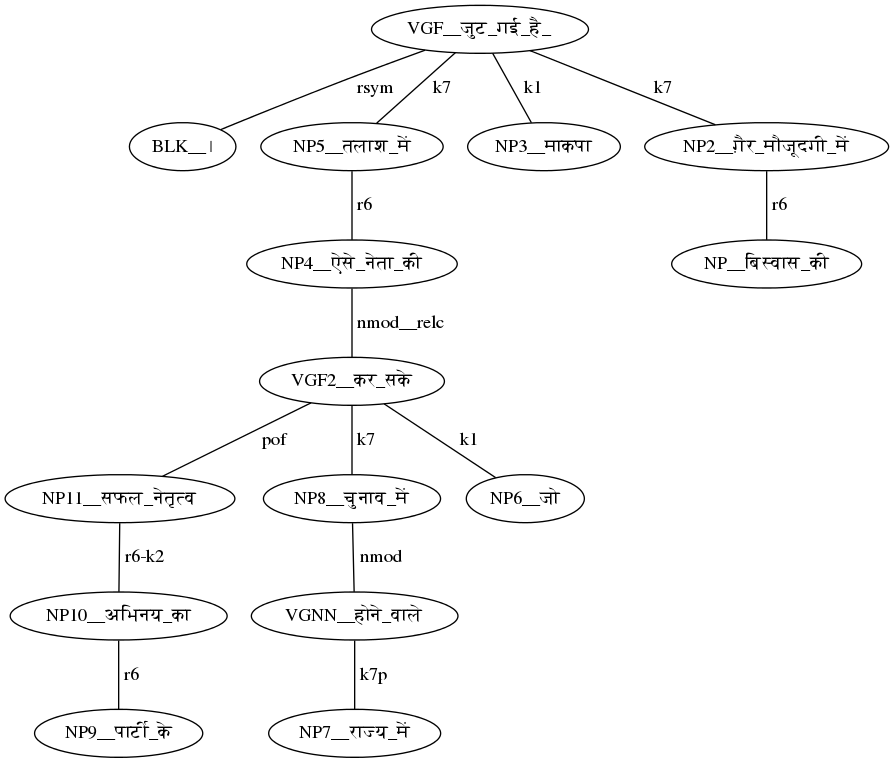 VGF__जुट_गई_है_
rsym k7 k1 k7
BLK__। NP5__तलाश_में NP3__माकपा NP2__ग़ैर_मौजूदगी_में
r6 r6
NP4__ऐसे_नेता_की NP__बिस्वास_की
nmod__relc
VGF2__कर_सके
pof k7 k1
NP11__सफल_नेतृत्व NP8__चुनाव_में NP6__जो
r6-k2 nmod
NP10__अभिनय_का VGNN__होने_वाले
r6 k7p
NP9__पार्टी_के NP7__राज्य_में